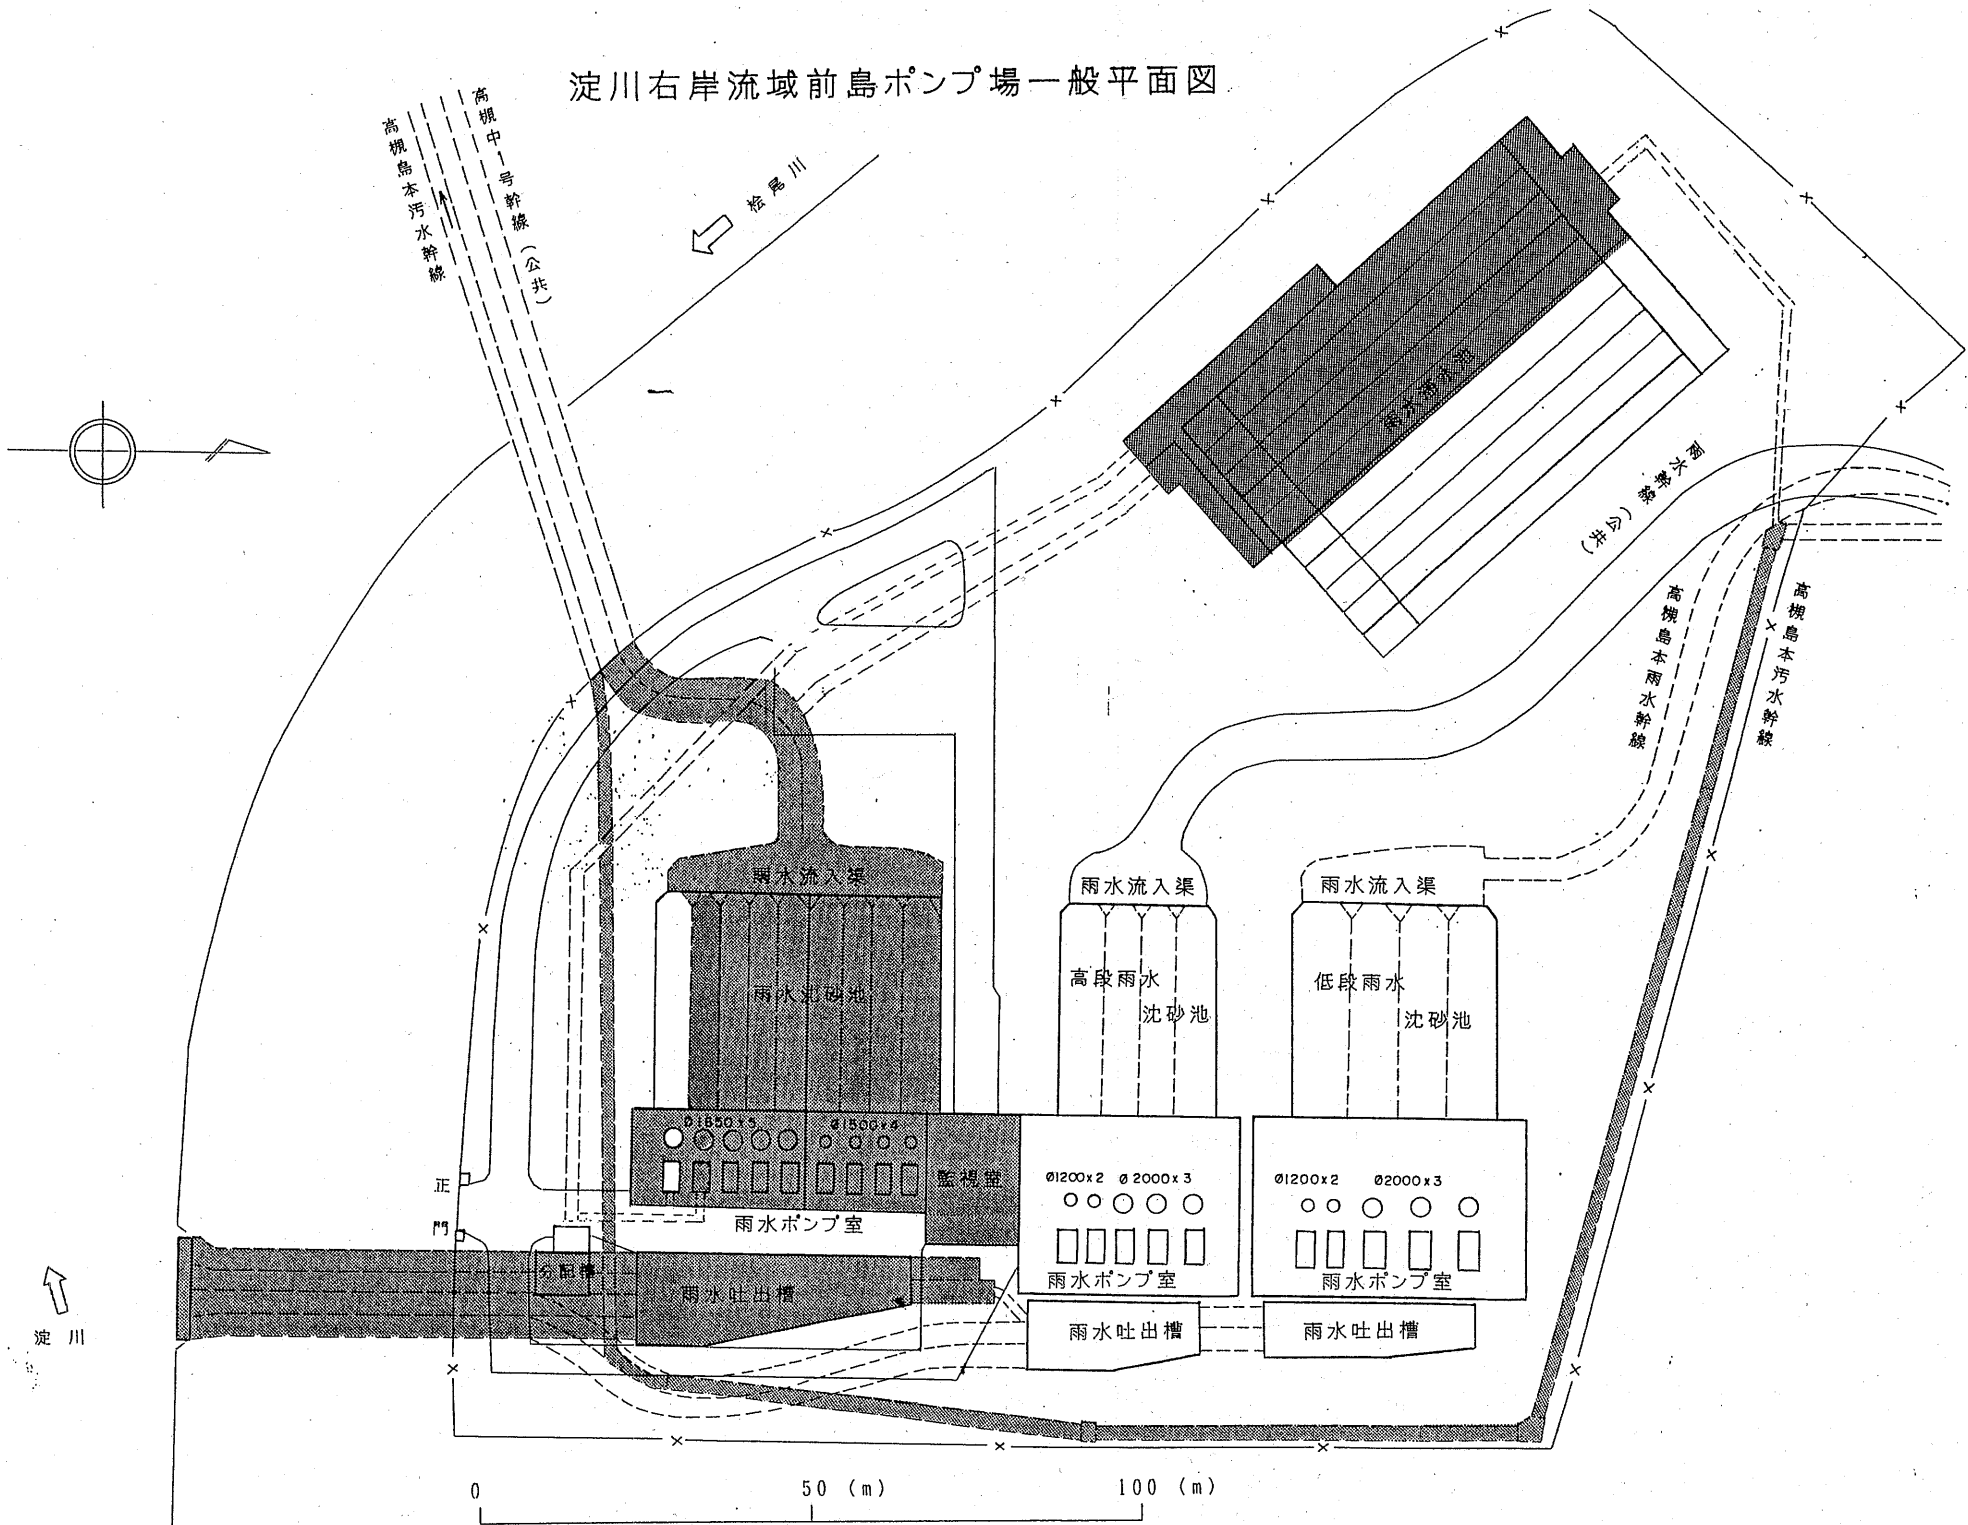 淀川右岸流域前島ポンプ場一般平面図
高槻島本汚水幹線
高槻中1号幹線(公共)
桧尾川
雨水滞水池
雨水幹線(公共)
高槻島本雨水幹線
高槻島本汚水幹線
雨水流入渠
雨水流入渠
雨水流入渠
雨水沈砂池
高段雨水
沈砂池
低段雨水
沈砂池
Ø1650x5
Ø1500x4
監視室
Ø1200x2 Ø2000x3
Ø1200x2 Ø2000x3
正門
雨水ポンプ室
雨水ポンプ室
雨水ポンプ室
分配槽
雨水吐出槽
雨水吐出槽
雨水吐出槽
淀川
0 50 (m) 100 (m)